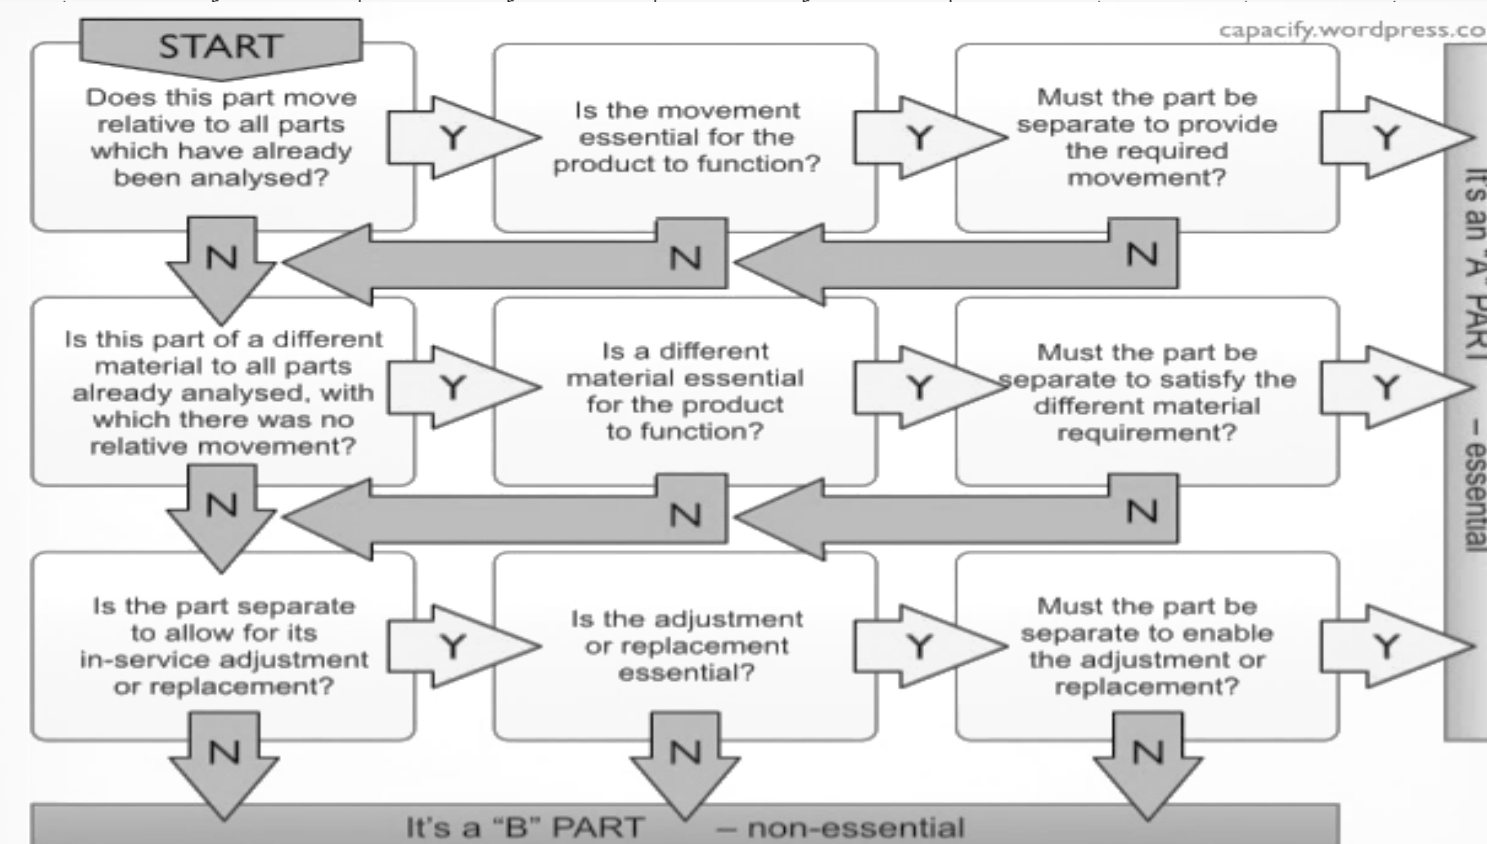 capacify.wordpress.co
START
Does this part move
relative to all parts
which have already
been analysed?
Y
Is the movement
essential for the
product to function?
Y
Must the part be
separate to provide
the required
movement?
Y
N
N
N
Is this part of a different
material to all parts
already analysed, with
which there was no
relative movement?
Y
Is a different
material essential
for the product
to function?
Y
Must the part be
separate to satisfy the
different material
requirement?
Y
N
N
N
Is the part separate
to allow for its
in-service adjustment
or replacement?
Y
Is the adjustment
or replacement
essential?
Y
Must the part be
separate to enable
the adjustment or
replacement?
Y
N
N
N
It's an "A" PART – essential
It's a "B" PART – non-essential